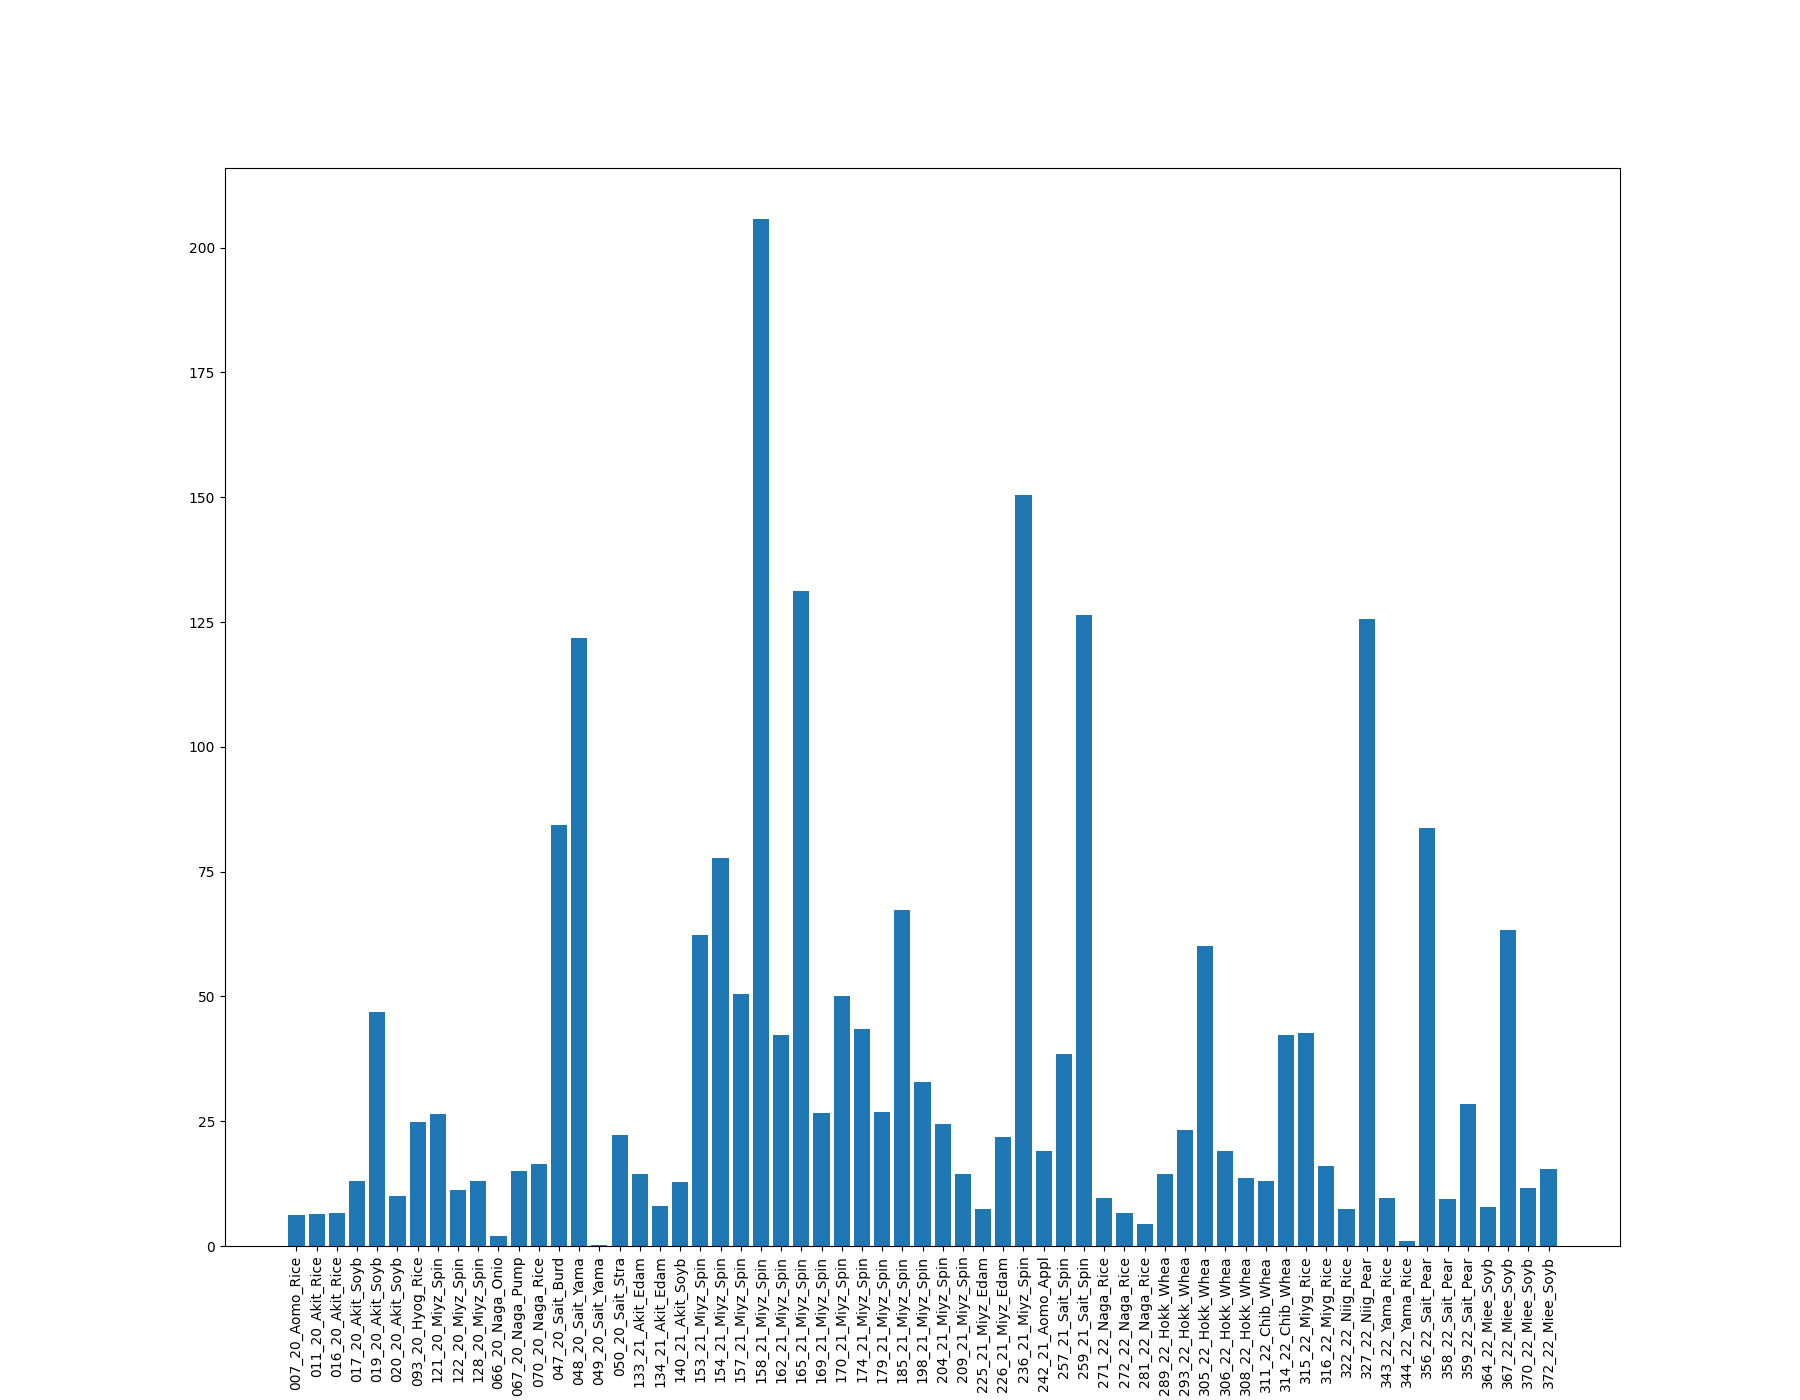 200
175
150
125
100
75
50
25
0
007_20_Aomo_Rice
011_20_Akit_Rice
016_20_Akit_Rice
017_20_Akit_Soyb
019_20_Akit_Soyb
020_20_Akit_Soyb
093_20_Hyog_Rice
121_20_Miyz_Spin
122_20_Miyz_Spin
128_20_Miyz_Spin
066_20_Naga_Onio
067_20_Naga_Pump
070_20_Naga_Rice
047_20_Sait_Burd
048_20_Sait_Yama
049_20_Sait_Yama
050_20_Sait_Stra
133_21_Akit_Edam
134_21_Akit_Edam
140_21_Akit_Soyb
153_21_Miyz_Spin
154_21_Miyz_Spin
157_21_Miyz_Spin
158_21_Miyz_Spin
162_21_Miyz_Spin
165_21_Miyz_Spin
169_21_Miyz_Spin
170_21_Miyz_Spin
174_21_Miyz_Spin
179_21_Miyz_Spin
185_21_Miyz_Spin
198_21_Miyz_Spin
204_21_Miyz_Spin
209_21_Miyz_Spin
225_21_Miyz_Edam
226_21_Miyz_Edam
236_21_Miyz_Spin
242_21_Aomo_Appl
257_21_Sait_Spin
259_21_Sait_Spin
271_22_Naga_Rice
272_22_Naga_Rice
281_22_Naga_Rice
289_22_Hokk_Whea
293_22_Hokk_Whea
305_22_Hokk_Whea
306_22_Hokk_Whea
308_22_Hokk_Whea
311_22_Chib_Whea
314_22_Chib_Whea
315_22_Miyg_Rice
316_22_Miyg_Rice
322_22_Niig_Rice
327_22_Niig_Pear
343_22_Yama_Rice
344_22_Yama_Rice
356_22_Sait_Pear
358_22_Sait_Pear
359_22_Sait_Pear
364_22_Miee_Soyb
367_22_Miee_Soyb
370_22_Miee_Soyb
372_22_Miee_Soyb